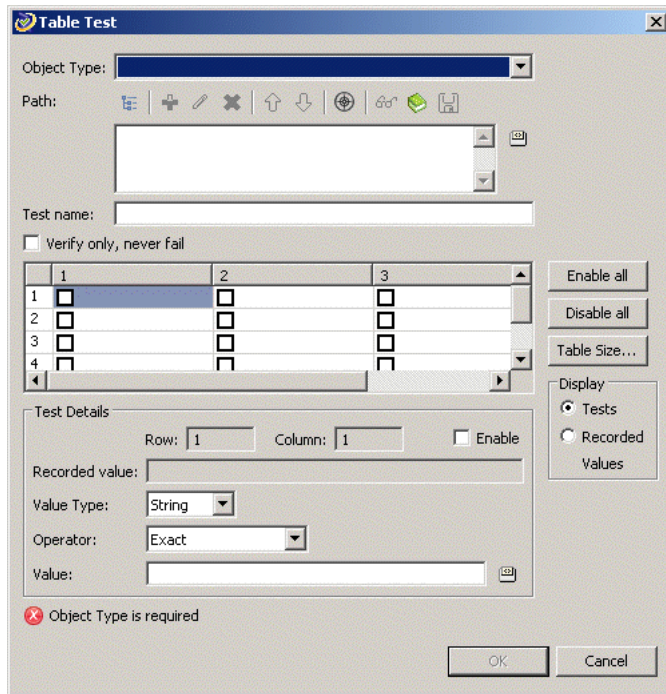 Table Test
Object Type:
Path:
Test name:
Verify only, never fail
1 2 3
1
2
3
4
Enable all
Disable all
Table Size...
Display
Tests
Recorded
Values
Test Details
Row: 1 Column: 1 Enable
Recorded value:
Value Type: String
Operator: Exact
Value:
Object Type is required
OK Cancel